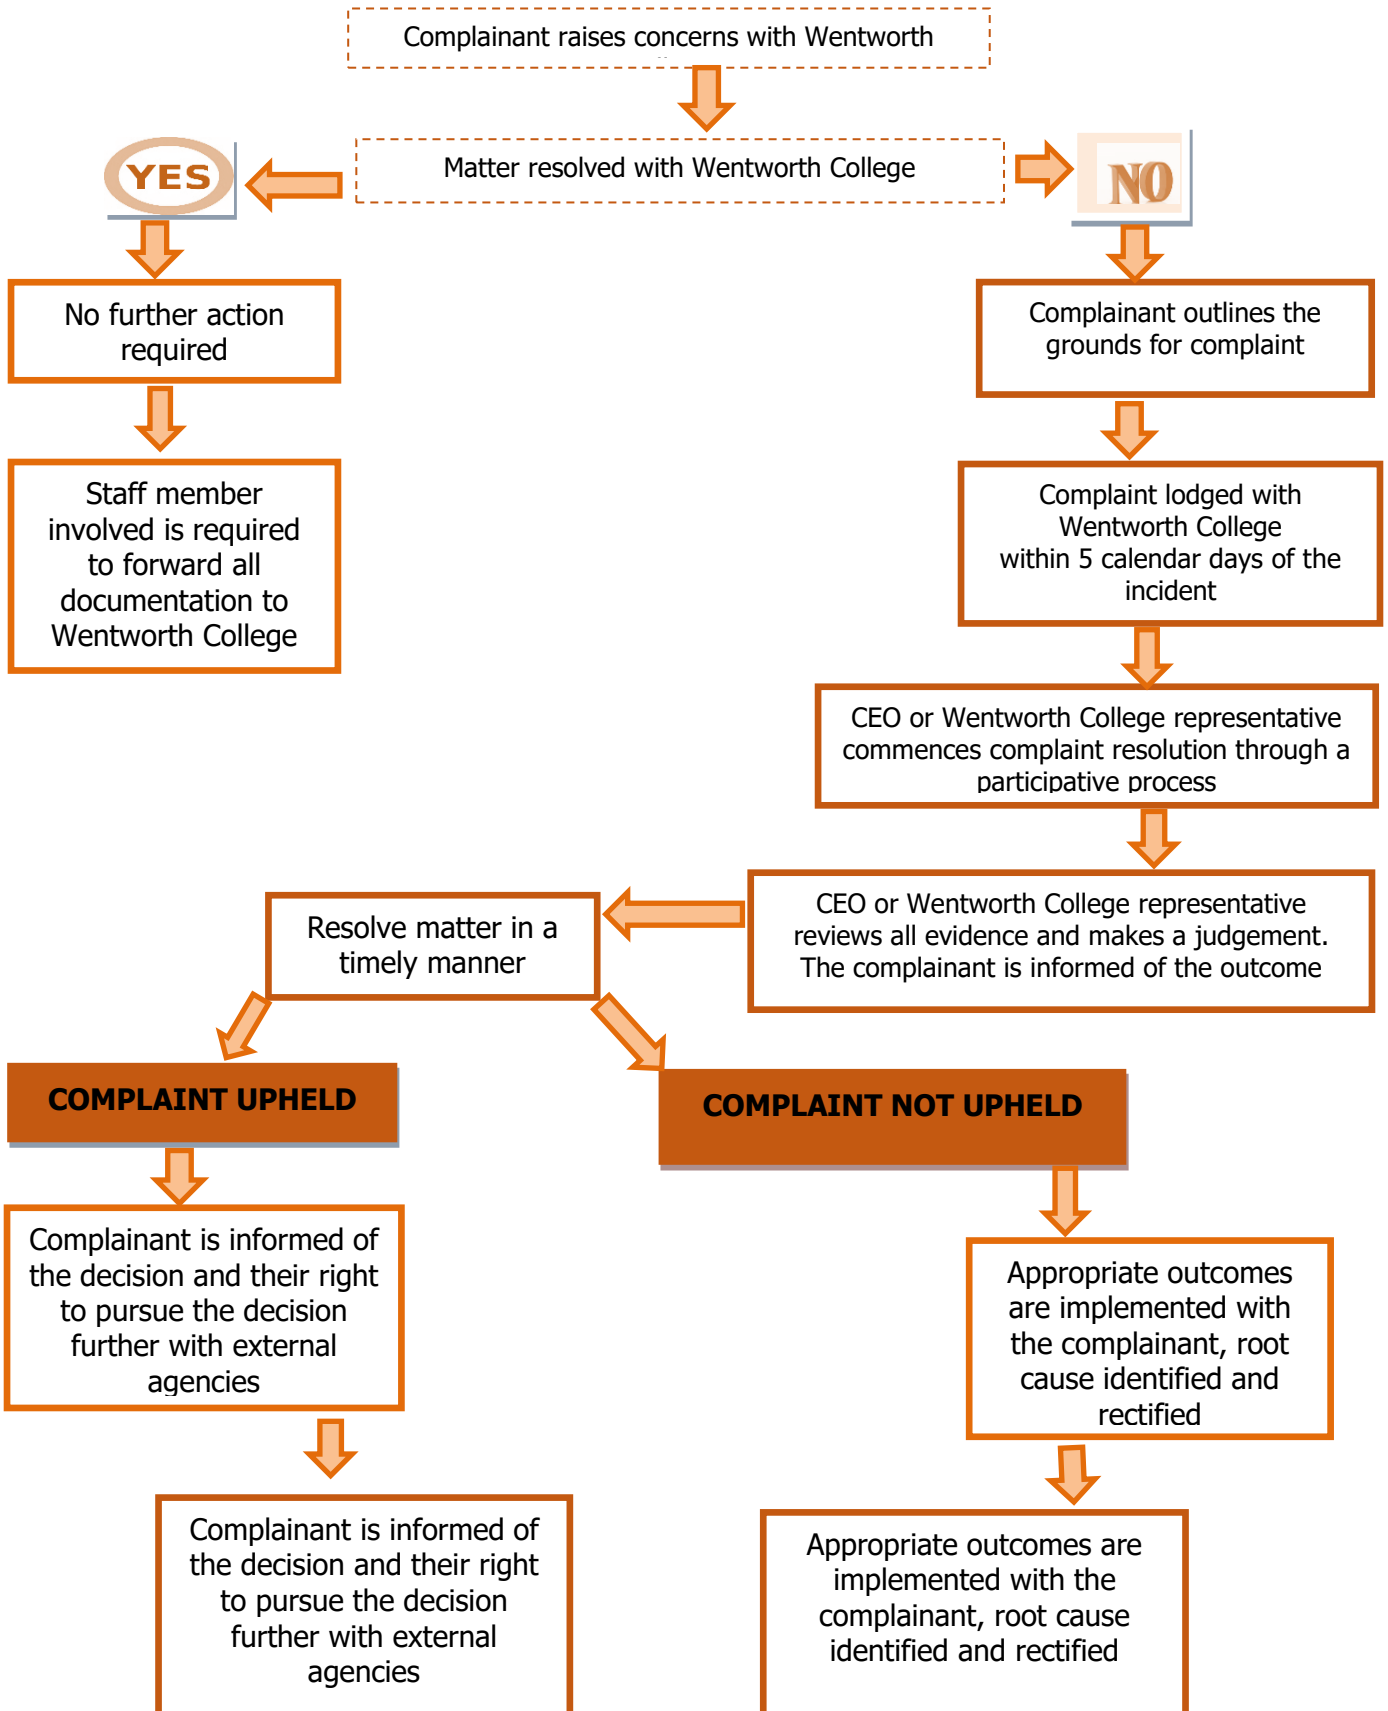 Complainant raises concerns with Wentworth
Matter resolved with Wentworth College
YES
NO
No further action
required
Complainant outlines the
grounds for complaint
Staff member
involved is required
to forward all
documentation to
Wentworth College
Complaint lodged with
Wentworth College
within 5 calendar days of the
incident
CEO or Wentworth College representative
commences complaint resolution through a
participative process
CEO or Wentworth College representative
reviews all evidence and makes a judgement.
The complainant is informed of the outcome
Resolve matter in a
timely manner
COMPLAINT UPHELD
COMPLAINT NOT UPHELD
Complainant is informed of
the decision and their right
to pursue the decision
further with external
agencies
Appropriate outcomes
are implemented with
the complainant, root
cause identified and
rectified
Complainant is informed of
the decision and their right
to pursue the decision
further with external
agencies
Appropriate outcomes are
implemented with the
complainant, root cause
identified and rectified